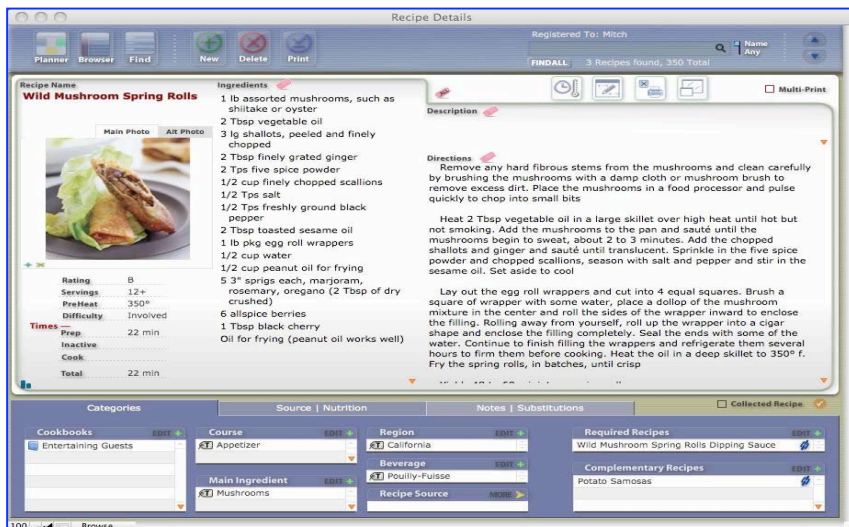 Recipe Details
Planner Browser Find New Delete Print
Registered To: Mitch
Name
Any
FINDALL 3 Recipes found, 350 Total
Recipe Name
Wild Mushroom Spring Rolls
Main Photo Alt Photo
Rating B
Servings 12+
PreHeat 350°
Difficulty Involved
Times
Prep 22 min
Inactive
Cook
Total 22 min
Ingredients
1 lb assorted mushrooms, such as
shiitake or oyster
2 Tbsp vegetable oil
3 lg shallots, peeled and finely
chopped
2 Tbsp finely grated ginger
2 Tps five spice powder
1/2 cup finely chopped scallions
1/2 Tps salt
1/2 Tps freshly ground black
pepper
2 Tbsp toasted sesame oil
1 lb pkg egg roll wrappers
1/2 cup water
1/2 cup peanut oil for frying
5 3" sprigs each, marjoram,
rosemary, oregano (2 Tbsp of dry
crushed)
6 allspice berries
1 Tbsp black cherry
Oil for frying (peanut oil works well)
Multi-Print
Description
Directions
Remove any hard fibrous stems from the mushrooms and clean carefully
by brushing the mushrooms with a damp cloth or mushroom brush to
remove excess dirt. Place the mushrooms in a food processor and pulse
quickly to chop into small bits
Heat 2 Tbsp vegetable oil in a large skillet over high heat until hot but
not smoking. Add the mushrooms to the pan and sauté until the
mushrooms begin to sweat, about 2 to 3 minutes. Add the chopped
shallots and ginger and sauté until translucent. Sprinkle in the five spice
powder and chopped scallions, season with salt and pepper and stir in the
sesame oil. Set aside to cool
Lay out the egg roll wrappers and cut into 4 equal squares. Brush a
square of wrapper with some water, place a dollop of the mushroom
mixture in the center and roll the sides of the wrapper inward to enclose
the filling. Rolling away from yourself, roll up the wrapper into a cigar
shape and enclose the filling completely. Seal the ends with some of the
water. Continue to finish filling the wrappers and refrigerate them several
hours to firm them before cooking. Heat the oil in a deep skillet to 350° f.
Fry the spring rolls, in batches, until crisp
Categories Source | Nutrition Notes | Substitutions Collected Recipe
Cookbooks EDIT
Entertaining Guests
Course EDIT
Appetizer
Main Ingredient EDIT
Mushrooms
Region EDIT
California
Beverage EDIT
Pouilly-Fuisse
Recipe Source MORE
Required Recipes EDIT
Wild Mushroom Spring Rolls Dipping Sauce
Complementary Recipes EDIT
Potato Samosas
100 Browse